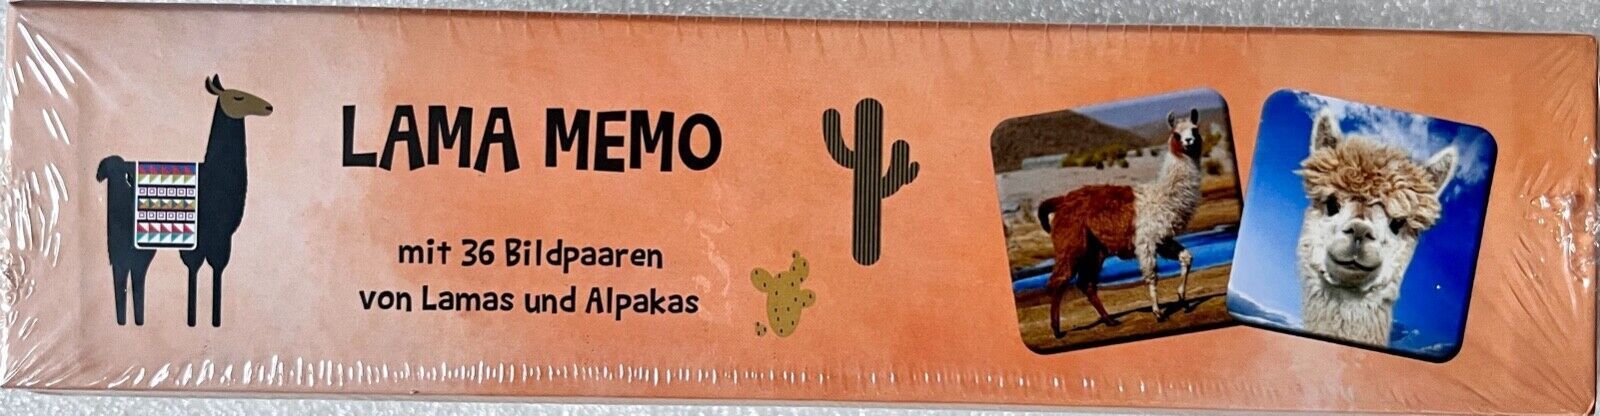 LAMA MEMO
mit 36 Bildpaaren
von Lamas und Alpakas